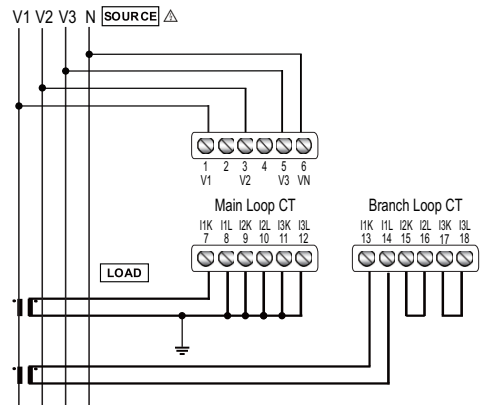 V1 V2 V3 N SOURCE ⚠
1 2 3 4 5 6
V1 V2 V3 VN
Main Loop CT
I1K I1L I2K I2L I3K I3L
7 8 9 10 11 12
Branch Loop CT
I1K I1L I2K I2L I3K I3L
13 14 15 16 17 18
LOAD